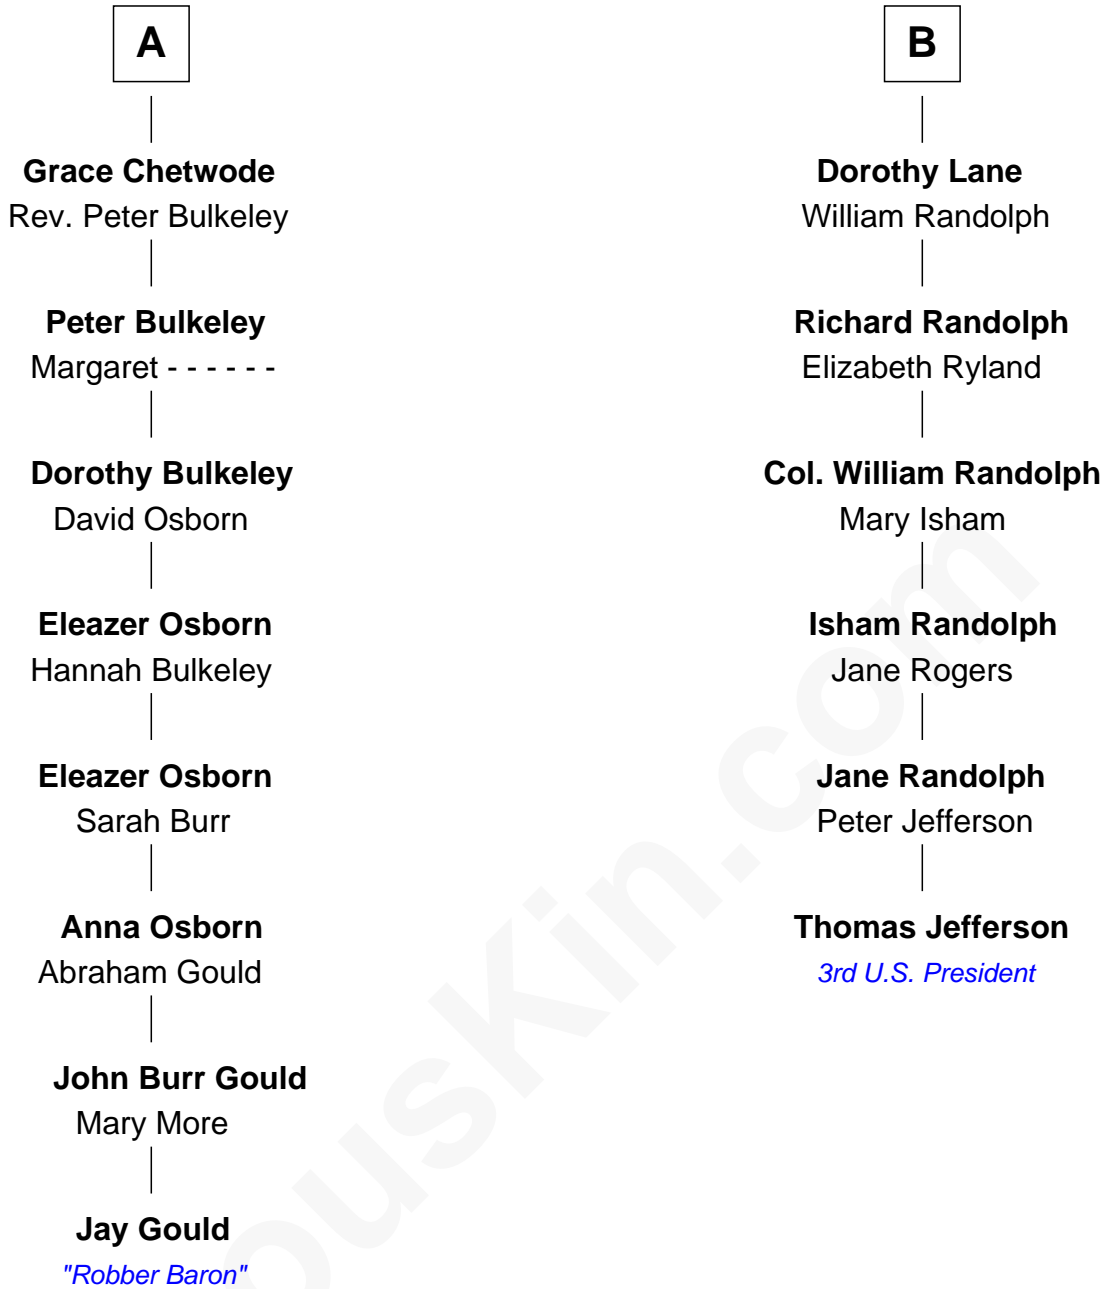 A
Grace Chetwode
Rev. Peter Bulkeley
Peter Bulkeley
Margaret - - - - - -
Dorothy Bulkeley
David Osborn
Eleazer Osborn
Hannah Bulkeley
Eleazer Osborn
Sarah Burr
Anna Osborn
Abraham Gould
John Burr Gould
Mary More
Jay Gould
"Robber Baron"
B
Dorothy Lane
William Randolph
Richard Randolph
Elizabeth Ryland
Col. William Randolph
Mary Isham
Isham Randolph
Jane Rogers
Jane Randolph
Peter Jefferson
Thomas Jefferson
3rd U.S. President
ousKin.com